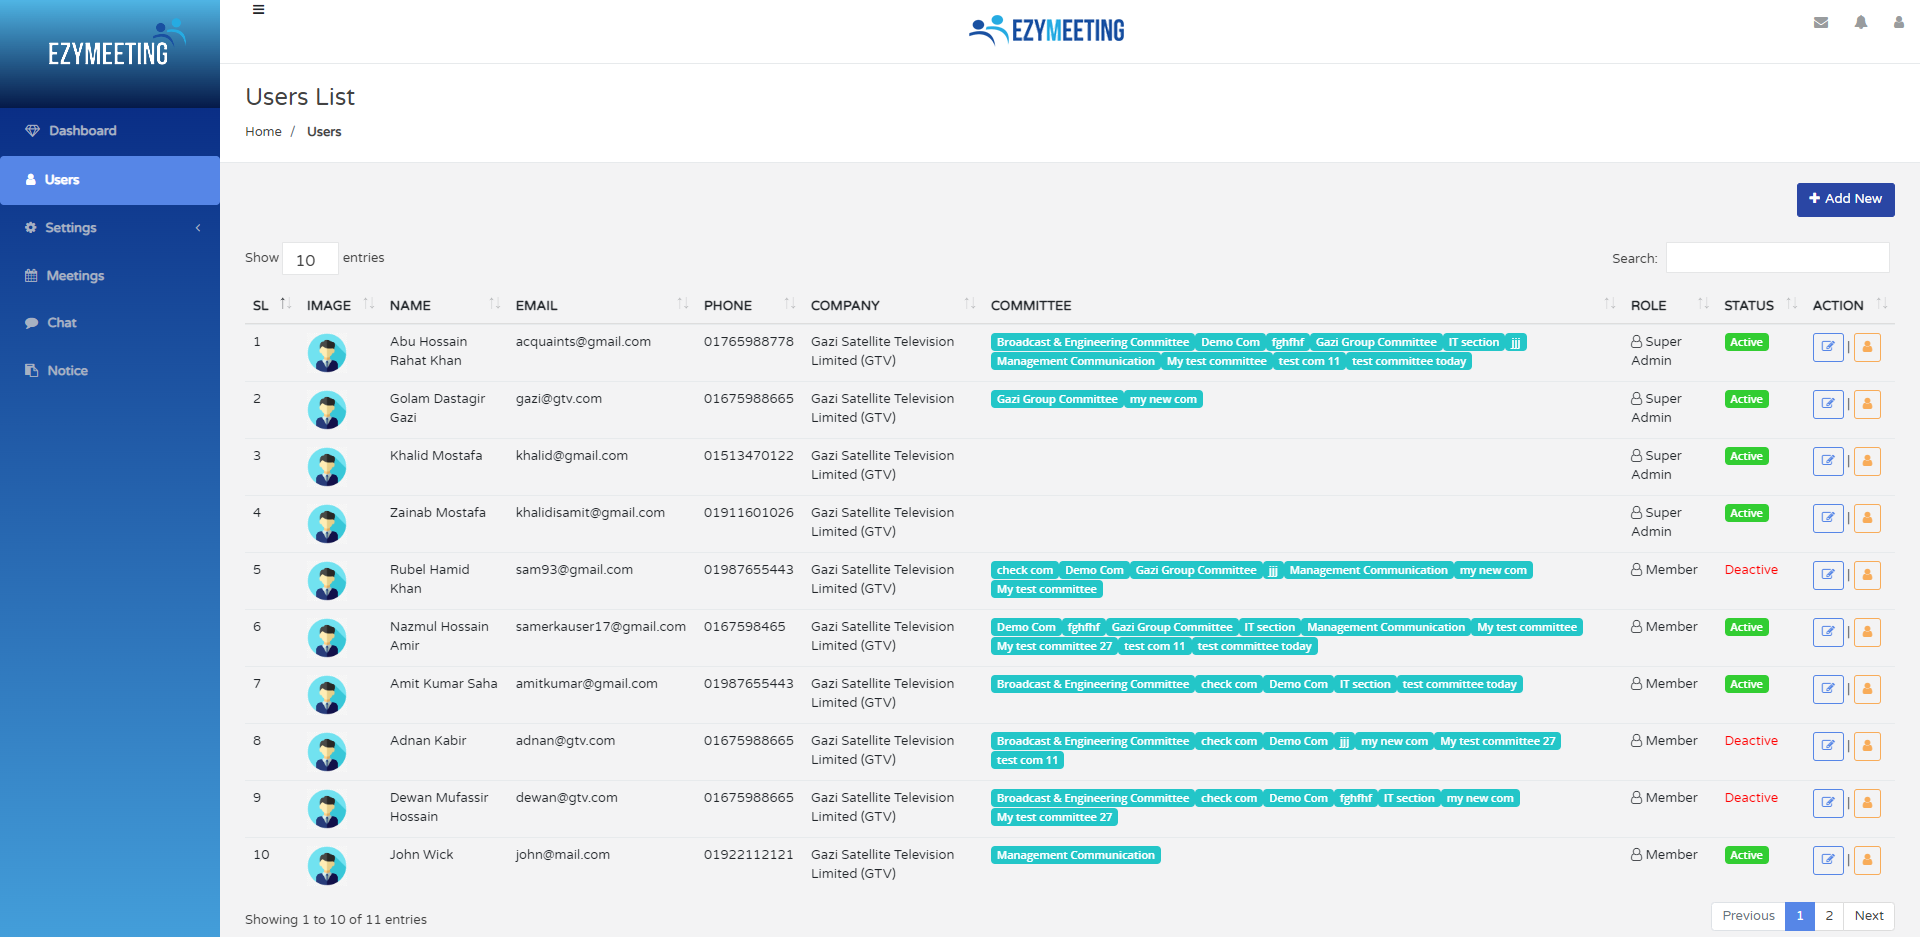 EZYMEETING
EZYMEETING
Dashboard
Users
Settings
Meetings
Chat
Notice
Users List
Home / Users
Add New
Show 10 entries
Search:
SL IMAGE NAME EMAIL PHONE COMPANY COMMITTEE ROLE STATUS ACTION
1 Abu Hossain acquaints@gmail.com 01765988778 Gazi Satellite Television Broadcast & Engineering Committee Demo Com fghfhf Gazi Group Committee IT section jjj Super Active |
Rahat Khan Limited (GTV) Management Communication My test committee test com 11 test committee today Admin
2 Golam Dastagir gazi@gtv.com 01675988665 Gazi Satellite Television Gazi Group Committee my new com Super Active |
Gazi Limited (GTV) Admin
3 Khalid Mostafa khalid@gmail.com 01513470122 Gazi Satellite Television Super Active |
Limited (GTV) Admin
4 Zainab Mostafa khalidisamit@gmail.com 01911601026 Gazi Satellite Television Super Active |
Limited (GTV) Admin
5 Rubel Hamid sam93@gmail.com 01987655443 Gazi Satellite Television check com Demo Com Gazi Group Committee jjj Management Communication my new com Member Deactive |
Khan Limited (GTV) My test committee
6 Nazmul Hossain samerkauser17@gmail.com 0167598465 Gazi Satellite Television Demo Com fghfhf Gazi Group Committee IT section Management Communication My test committee Member Active |
Amir Limited (GTV) My test committee 27 test com 11 test committee today
7 Amit Kumar Saha amitkumar@gmail.com 01987655443 Gazi Satellite Television Broadcast & Engineering Committee check com Demo Com IT section test committee today Member Active |
Limited (GTV)
8 Adnan Kabir adnan@gtv.com 01675988665 Gazi Satellite Television Broadcast & Engineering Committee check com Demo Com jjj my new com My test committee 27 Member Deactive |
Limited (GTV) test com 11
9 Dewan Mufassir dewan@gtv.com 01675988665 Gazi Satellite Television Broadcast & Engineering Committee check com Demo Com fghfhf IT section my new com Member Deactive |
Hossain Limited (GTV) My test committee 27
10 John Wick john@mail.com 01922112121 Gazi Satellite Television Management Communication Member Active |
Limited (GTV)
Showing 1 to 10 of 11 entries
Previous 1 2 Next